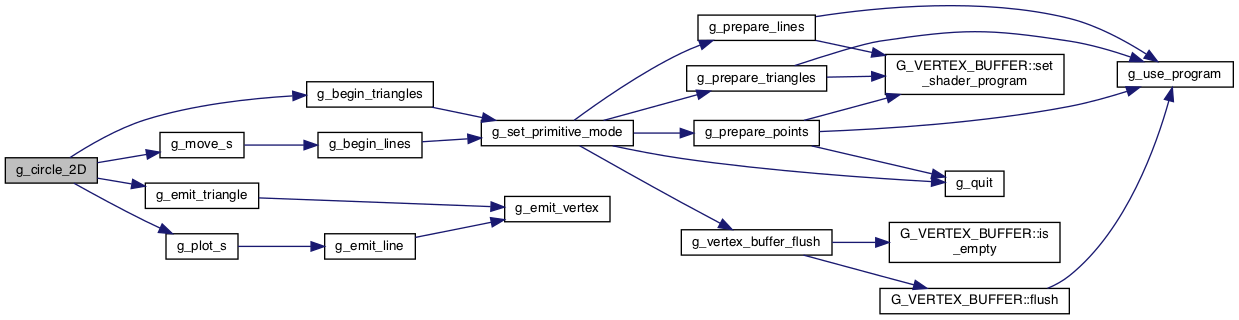 g_circle_2D
g_begin_triangles
g_move_s
g_begin_lines
g_emit_triangle
g_plot_s
g_emit_line
g_emit_vertex
g_set_primitive_mode
g_prepare_lines
g_prepare_triangles
g_prepare_points
g_vertex_buffer_flush
G_VERTEX_BUFFER::set
_shader_program
g_quit
G_VERTEX_BUFFER::is
_empty
G_VERTEX_BUFFER::flush
g_use_program